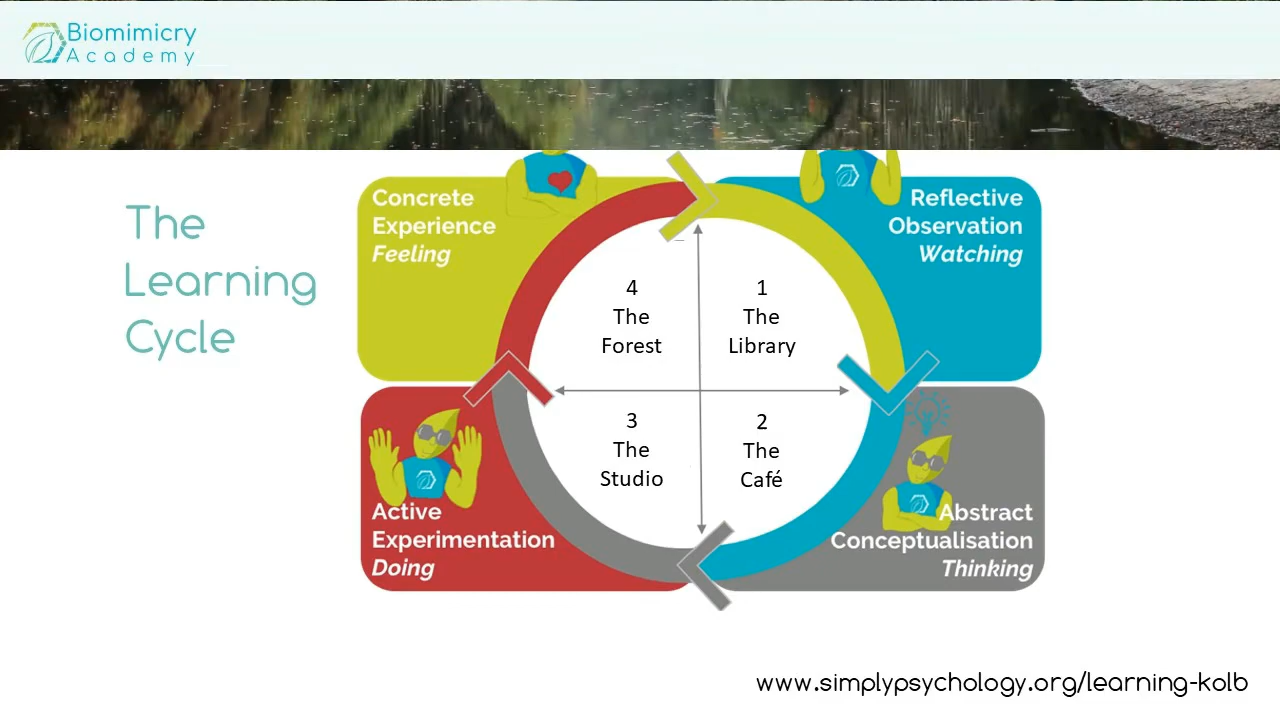 Biomimicry
Academy
The
Learning
Cycle
Concrete
Experience
Feeling
Reflective
Observation
Watching
4
The
Forest
1
The
Library
3
The
Studio
2
The
Café
Active
Experimentation
Doing
Abstract
Conceptualisation
Thinking
www.simplypsychology.org/learning-kolb